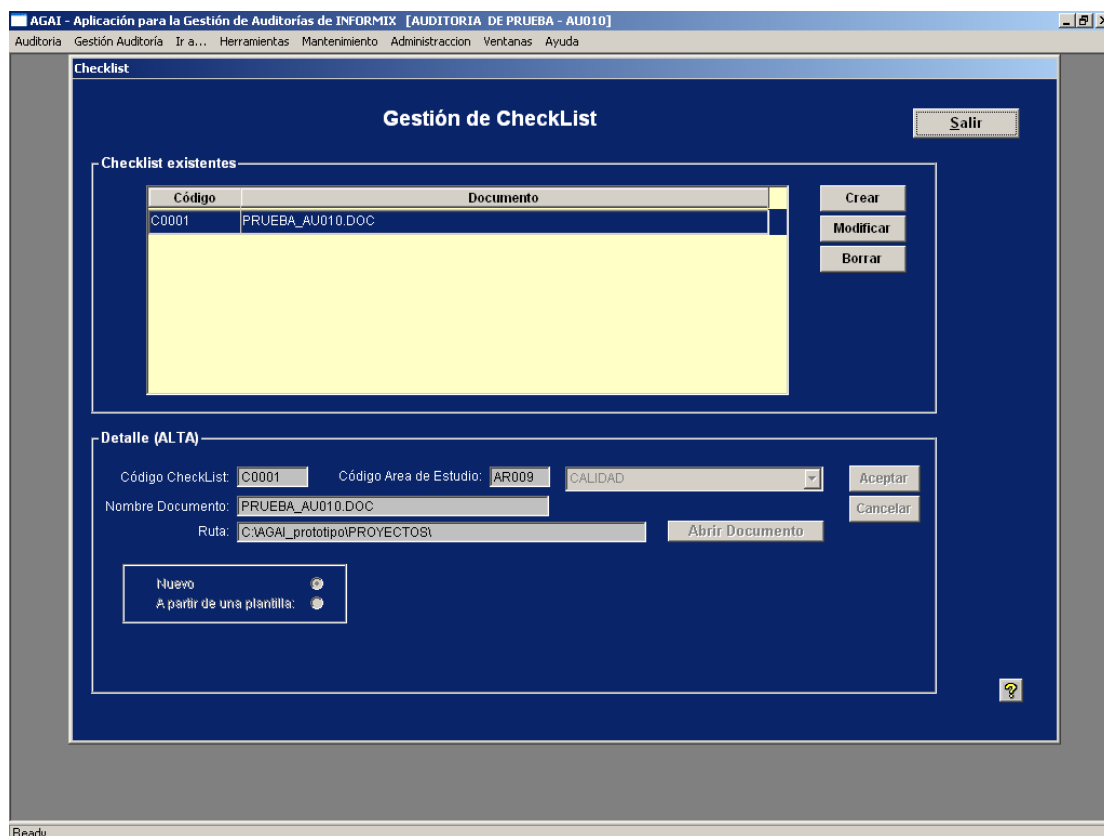 AGAI - Aplicación para la Gestión de Auditorías de INFORMIX [AUDITORIA DE PRUEBA - AU010]
Auditoria Gestión Auditoría Ir a... Herramientas Mantenimiento Administraccion Ventanas Ayuda
Checklist
Gestión de CheckList
Salir
Checklist existentes
Código Documento
Crear
C0001 PRUEBA_AU010.DOC
Modificar
Borrar
Detalle (ALTA)
Código CheckList: C0001 Código Area de Estudio: AR009 CALIDAD Aceptar
Nombre Documento: PRUEBA_AU010.DOC Cancelar
Ruta: C:\AGAI_prototipo\PROYECTOS\ Abrir Documento
Nuevo
A partir de una plantilla:
?
Ready